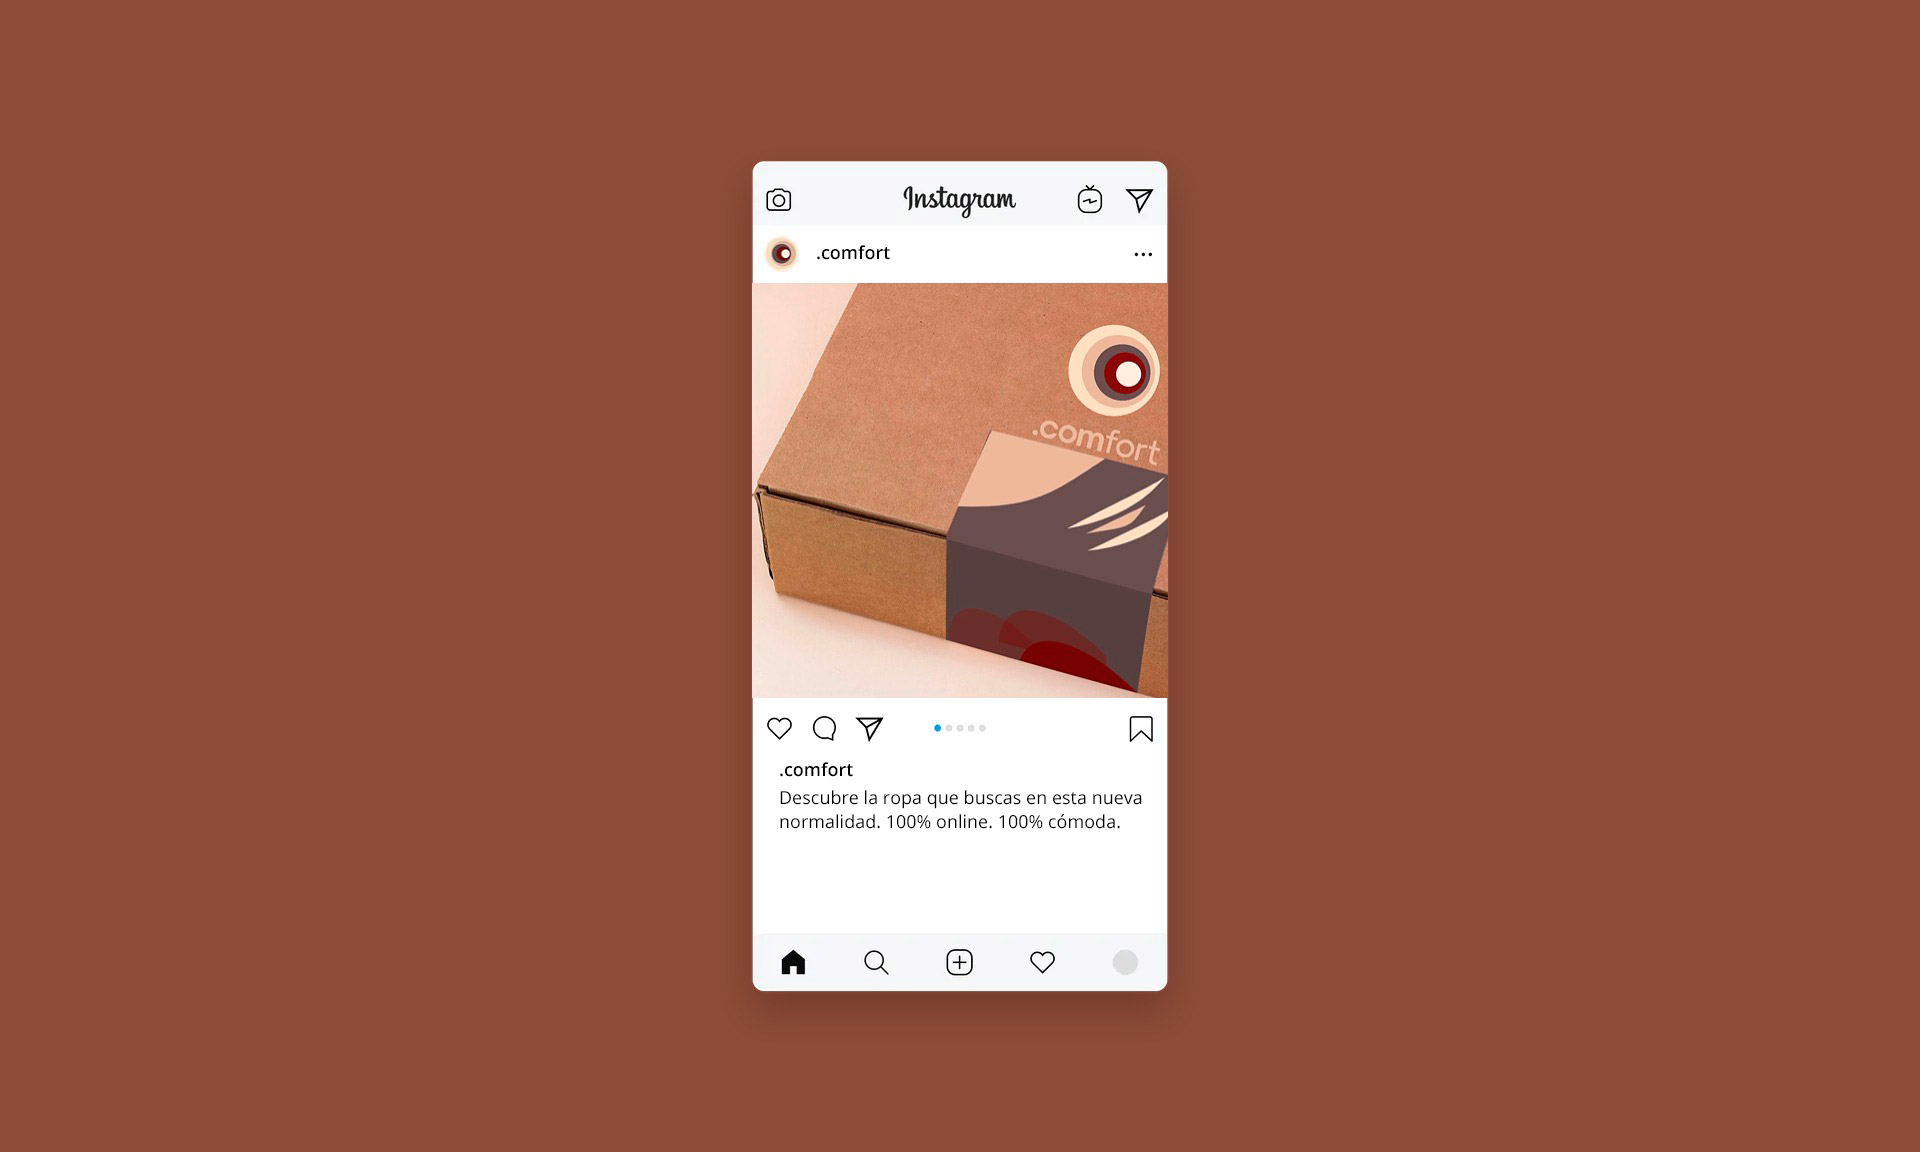 Instagram
.comfort
.comfort
.comfort
Descubre la ropa que buscas en esta nueva
normalidad. 100% online. 100% cómoda.